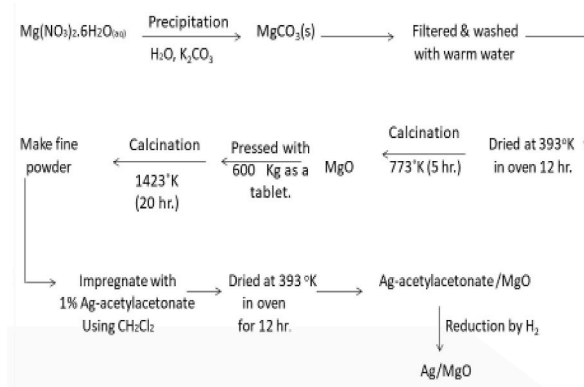 Precipitation
Mg(NO3)2.6H2O(aq) MgCO3(s) Filtered & washed
H2O, K2CO3 with warm water
Make fine Calcination Pressed with Calcination Dried at 393°K
powder 1423°K 600 Kg as a MgO 773°K (5 hr.) in oven 12 hr.
(20 hr.) tablet.
Impregnate with Dried at 393 °K Ag-acetylacetonate/MgO
1% Ag-acetylacetonate in oven
Using CH2Cl2 for 12 hr. Reduction by H2
Ag/MgO